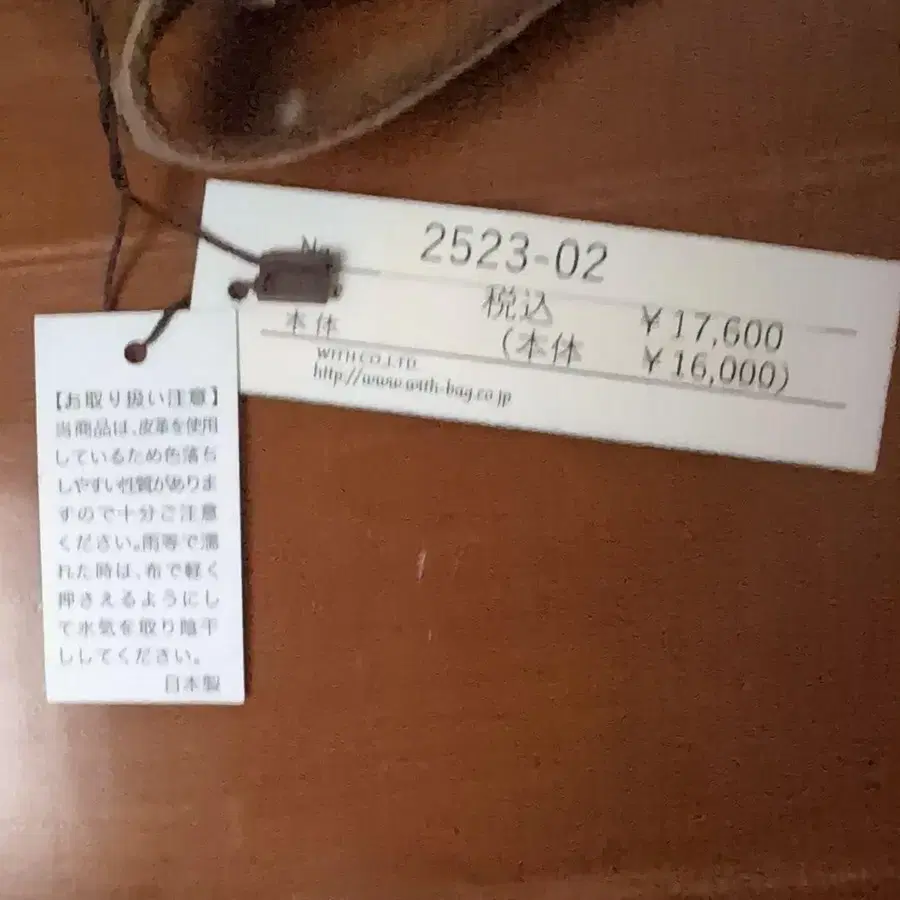 No.
2523-02
税込 ¥17,600
本体 (本体 ¥16,000)
WITH CO.,LTD.
http://www.with-bag.co.jp
【お取り扱い注意】
当商品は、皮革を使用
しているため色落ち
しやすい性質がありま
すので十分ご注意
ください。雨等で濡
れた時は、布で軽く
押さえるようにし
て水気を取り陰干
ししてください。
日本製